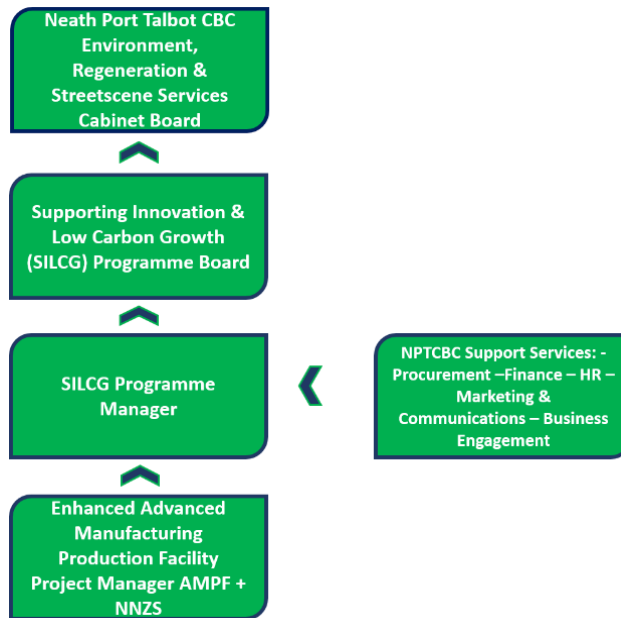 Neath Port Talbot CBC
Environment,
Regeneration &
Streetscene Services
Cabinet Board
Supporting Innovation &
Low Carbon Growth
(SILCG) Programme Board
SILCG Programme
Manager
NPTCBC Support Services: -
Procurement –Finance – HR –
Marketing &
Communications – Business
Engagement
Enhanced Advanced
Manufacturing
Production Facility
Project Manager AMPF +
NNZS